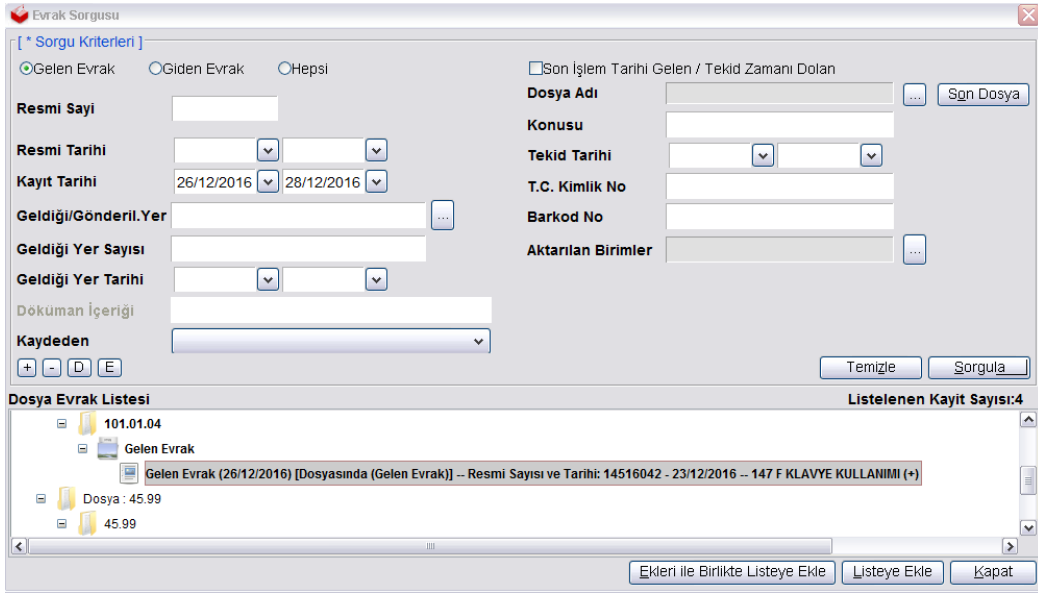 Evrak Sorgusu
[ * Sorgu Kriterleri ]
Gelen Evrak Giden Evrak Hepsi
Son İşlem Tarihi Gelen / Tekid Zamanı Dolan
Resmi Sayi
Dosya Adı ... Son Dosya
Konusu
Resmi Tarihi
Tekid Tarihi
Kayıt Tarihi 26/12/2016 28/12/2016
T.C. Kimlik No
Geldiği/Gönderil.Yer ...
Barkod No
Geldiği Yer Sayısı
Aktarılan Birimler ...
Geldiği Yer Tarihi
Döküman İçeriği
Kaydeden
+ - D E
Temizle Sorgula
Dosya Evrak Listesi Listelenen Kayit Sayısı:4
101.01.04
Gelen Evrak
Gelen Evrak (26/12/2016) [Dosyasında (Gelen Evrak)] -- Resmi Sayısı ve Tarihi: 14516042 - 23/12/2016 -- 147 F KLAVYE KULLANIMI (+)
Dosya : 45.99
45.99
Ekleri ile Birlikte Listeye Ekle Listeye Ekle Kapat